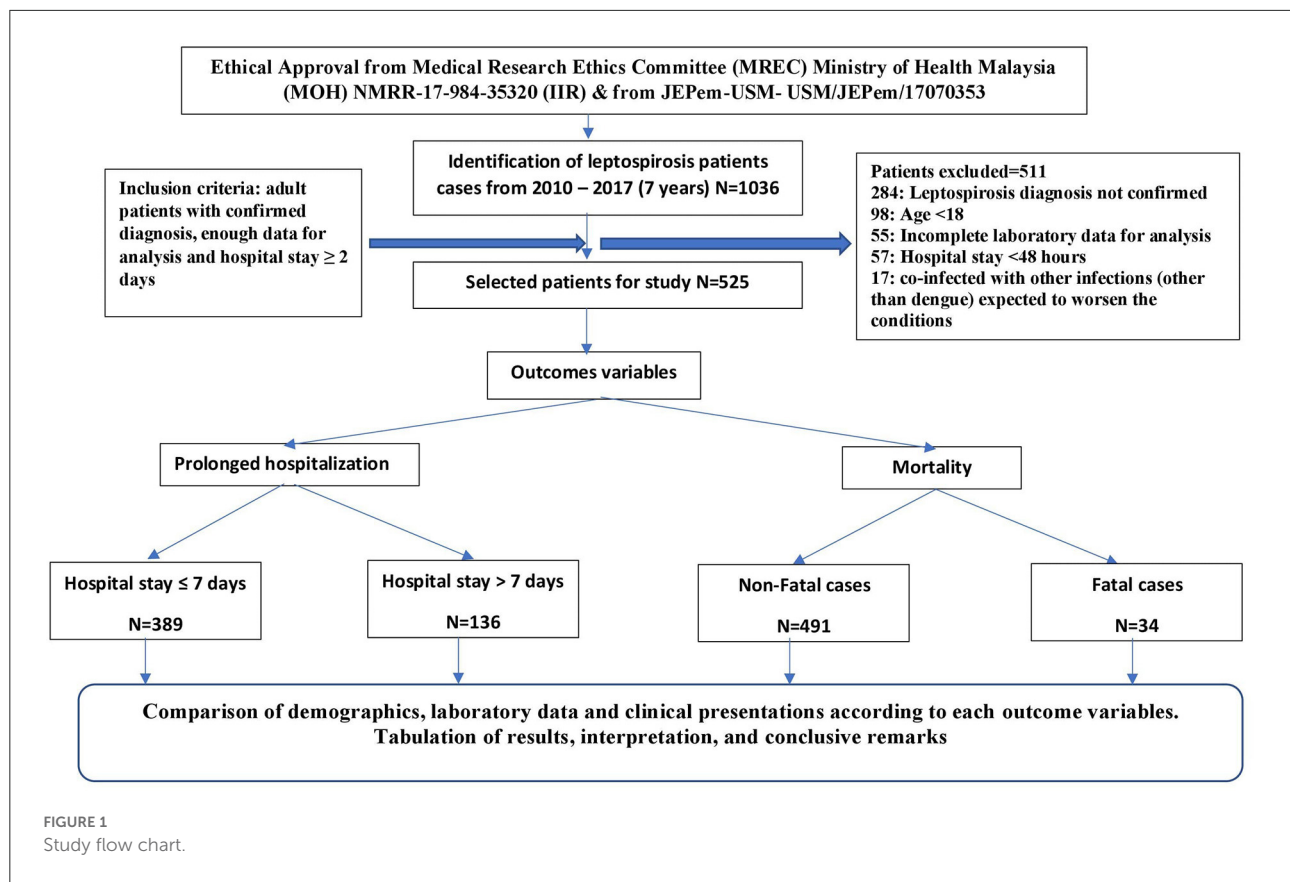 Ethical Approval from Medical Research Ethics Committee (MREC) Ministry of Health Malaysia
(MOH) NMRR-17-984-35320 (IIR) & from JEPem-USM- USM/JEPem/17070353
Identification of leptospirosis patients
cases from 2010 – 2017 (7 years) N=1036
Inclusion criteria: adult
patients with confirmed
diagnosis, enough data for
analysis and hospital stay ≥ 2
days
Patients excluded=511
284: Leptospirosis diagnosis not confirmed
98: Age <18
55: Incomplete laboratory data for analysis
57: Hospital stay <48 hours
17: co-infected with other infections (other
than dengue) expected to worsen the
conditions
Selected patients for study N=525
Outcomes variables
Prolonged hospitalization
Mortality
Hospital stay ≤ 7 days
N=389
Hospital stay > 7 days
N=136
Non-Fatal cases
N=491
Fatal cases
N=34
Comparison of demographics, laboratory data and clinical presentations according to each outcome variables.
Tabulation of results, interpretation, and conclusive remarks
FIGURE 1
Study flow chart.